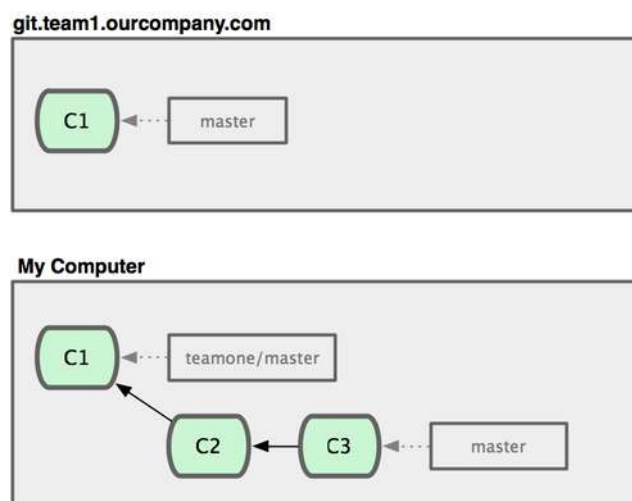 git.team1.ourcompany.com
C1
master
My Computer
C1
teamone/master
C2
C3
master